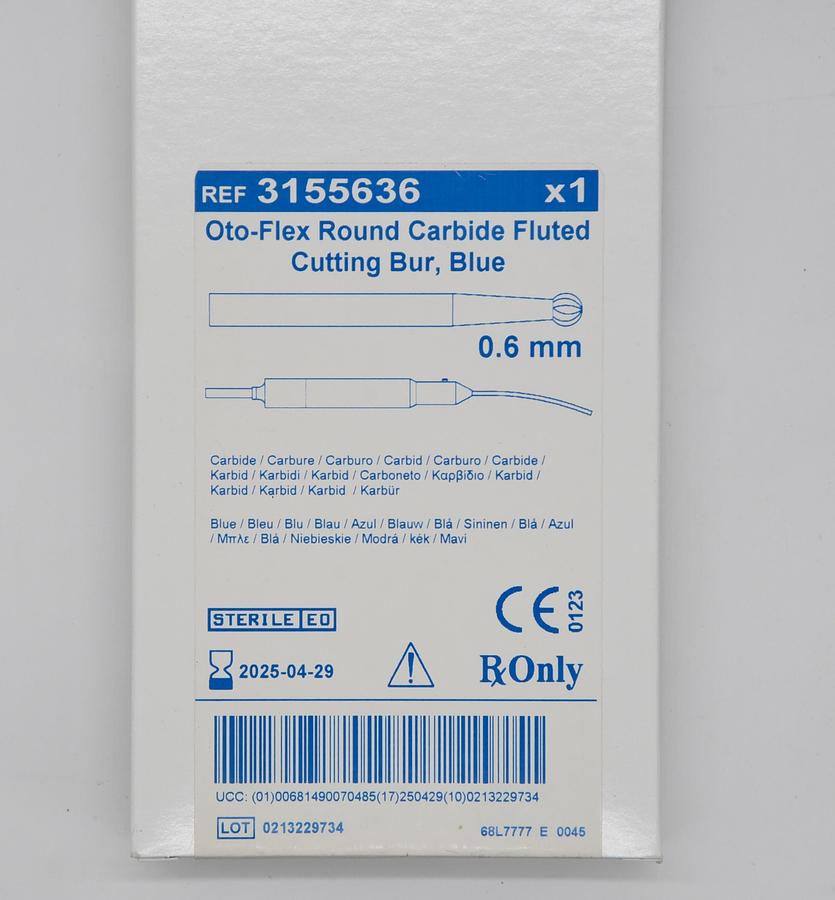 REF 3155636 x1
Oto-Flex Round Carbide Fluted
Cutting Bur, Blue
0.6 mm
Carbide / Carbure / Carburo / Carbid / Carburo / Carbide /
Karbid / Karbidi / Karbid / Carboneto / Καρβίδιο / Karbid /
Karbid / Karbid / Karbid / Karbür
Blue / Bleu / Blu / Blau / Azul / Blauw / Blå / Sininen / Blå / Azul
/ Μπλε / Blå / Niebieskie / Modrá / kék / Mavi
STERILE EO
CE 0123
2025-04-29
Rx Only
UCC: (01)00681490070485(17)250429(10)0213229734
LOT 0213229734
68L7777 E 0045